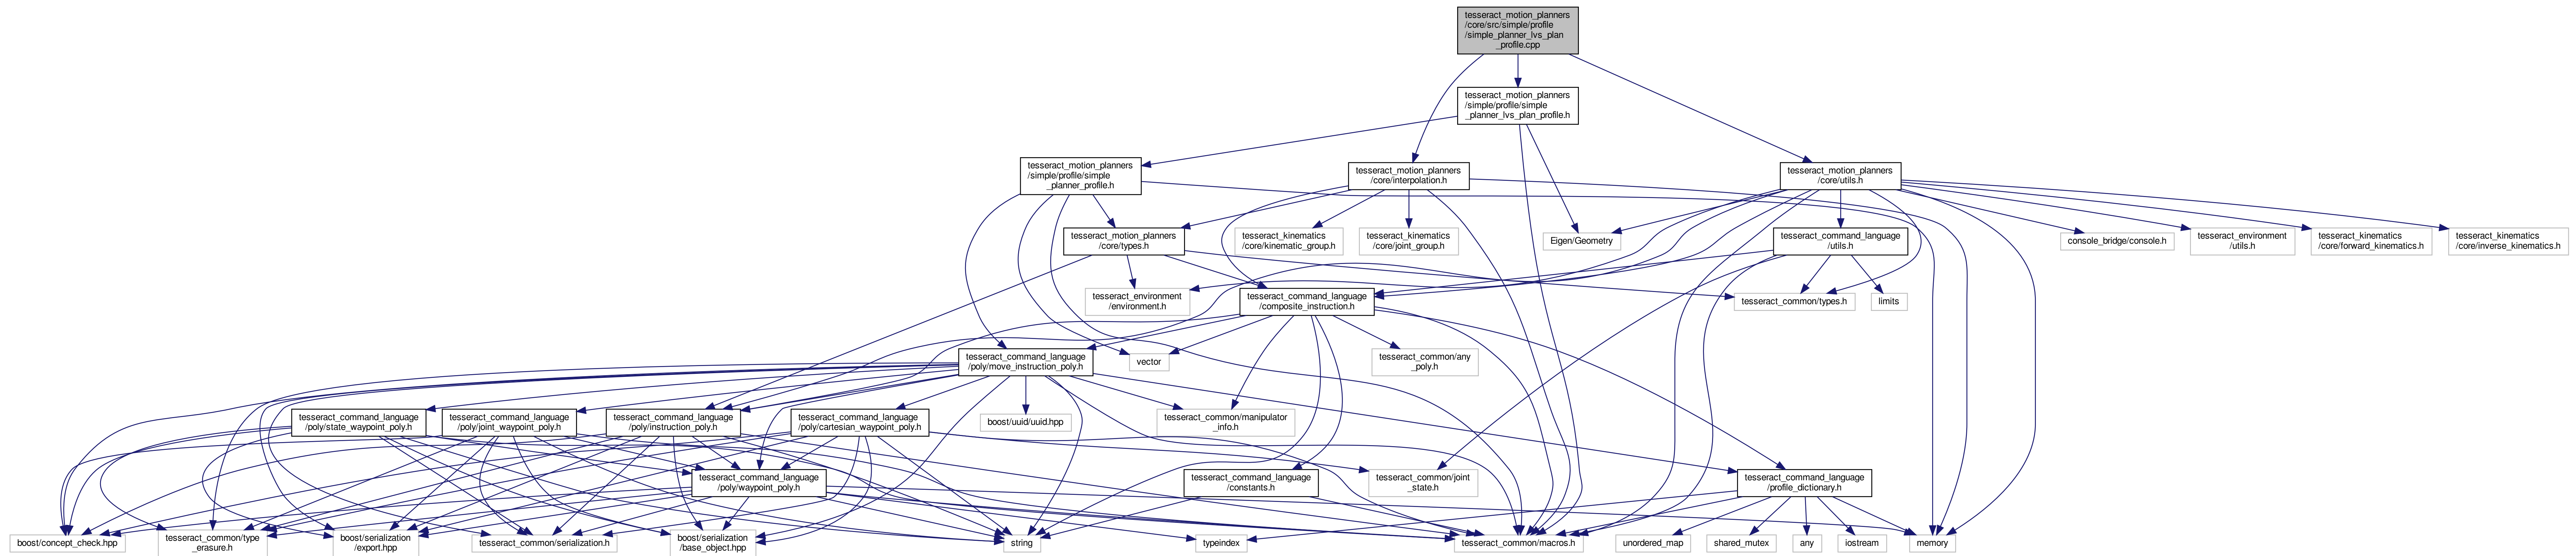 tesseract_motion_planners
/core/src/simple/profile
/simple_planner_lvs_plan
_profile.cpp
tesseract_motion_planners
/simple/profile/simple
_planner_lvs_plan_profile.h
tesseract_motion_planners
/simple/profile/simple
_planner_profile.h
tesseract_motion_planners
/core/interpolation.h
tesseract_motion_planners
/core/utils.h
tesseract_motion_planners
/core/types.h
tesseract_kinematics
/core/kinematic_group.h
tesseract_kinematics
/core/joint_group.h
Eigen/Geometry
tesseract_command_language
/utils.h
console_bridge/console.h
tesseract_environment
/utils.h
tesseract_kinematics
/core/forward_kinematics.h
tesseract_kinematics
/core/inverse_kinematics.h
tesseract_environment
/environment.h
tesseract_command_language
/composite_instruction.h
tesseract_common/types.h
limits
tesseract_command_language
/poly/move_instruction_poly.h
vector
tesseract_common/any
_poly.h
tesseract_command_language
/poly/state_waypoint_poly.h
tesseract_command_language
/poly/joint_waypoint_poly.h
tesseract_command_language
/poly/instruction_poly.h
tesseract_command_language
/poly/cartesian_waypoint_poly.h
boost/uuid/uuid.hpp
tesseract_common/manipulator
_info.h
tesseract_command_language
/poly/waypoint_poly.h
tesseract_command_language
/constants.h
tesseract_common/joint
_state.h
tesseract_command_language
/profile_dictionary.h
boost/concept_check.hpp
tesseract_common/type
_erasure.h
boost/serialization
/export.hpp
tesseract_common/serialization.h
boost/serialization
/base_object.hpp
string
typeindex
tesseract_common/macros.h
unordered_map
shared_mutex
any
iostream
memory